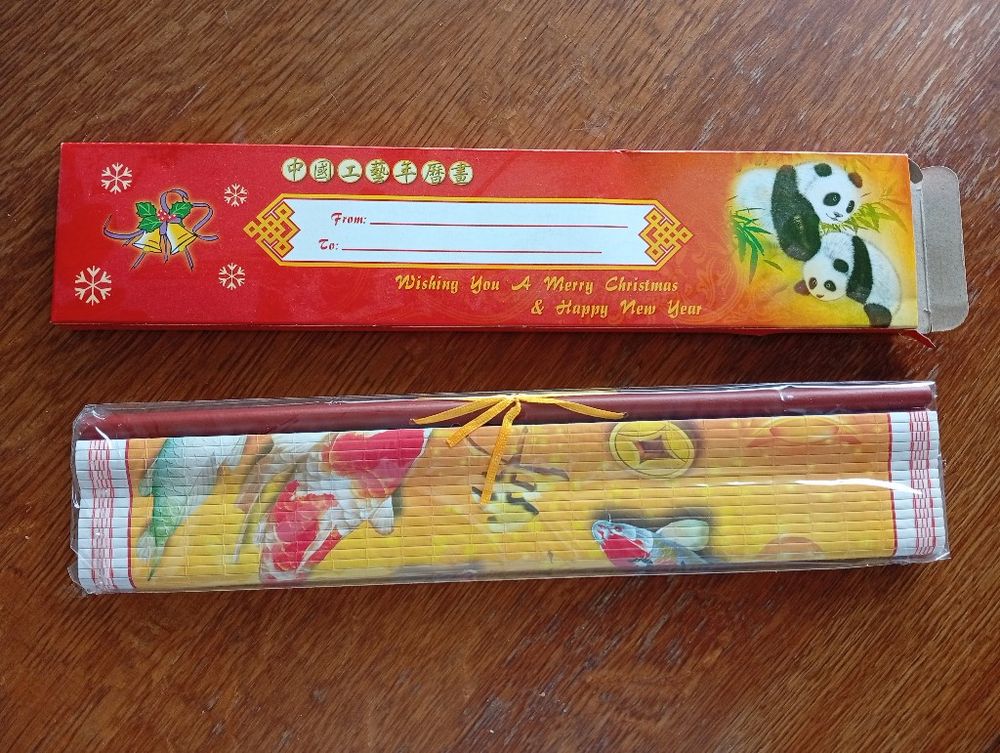 中國工藝年曆畫
From:
To:
Wishing You A Merry Christmas
& Happy New Year